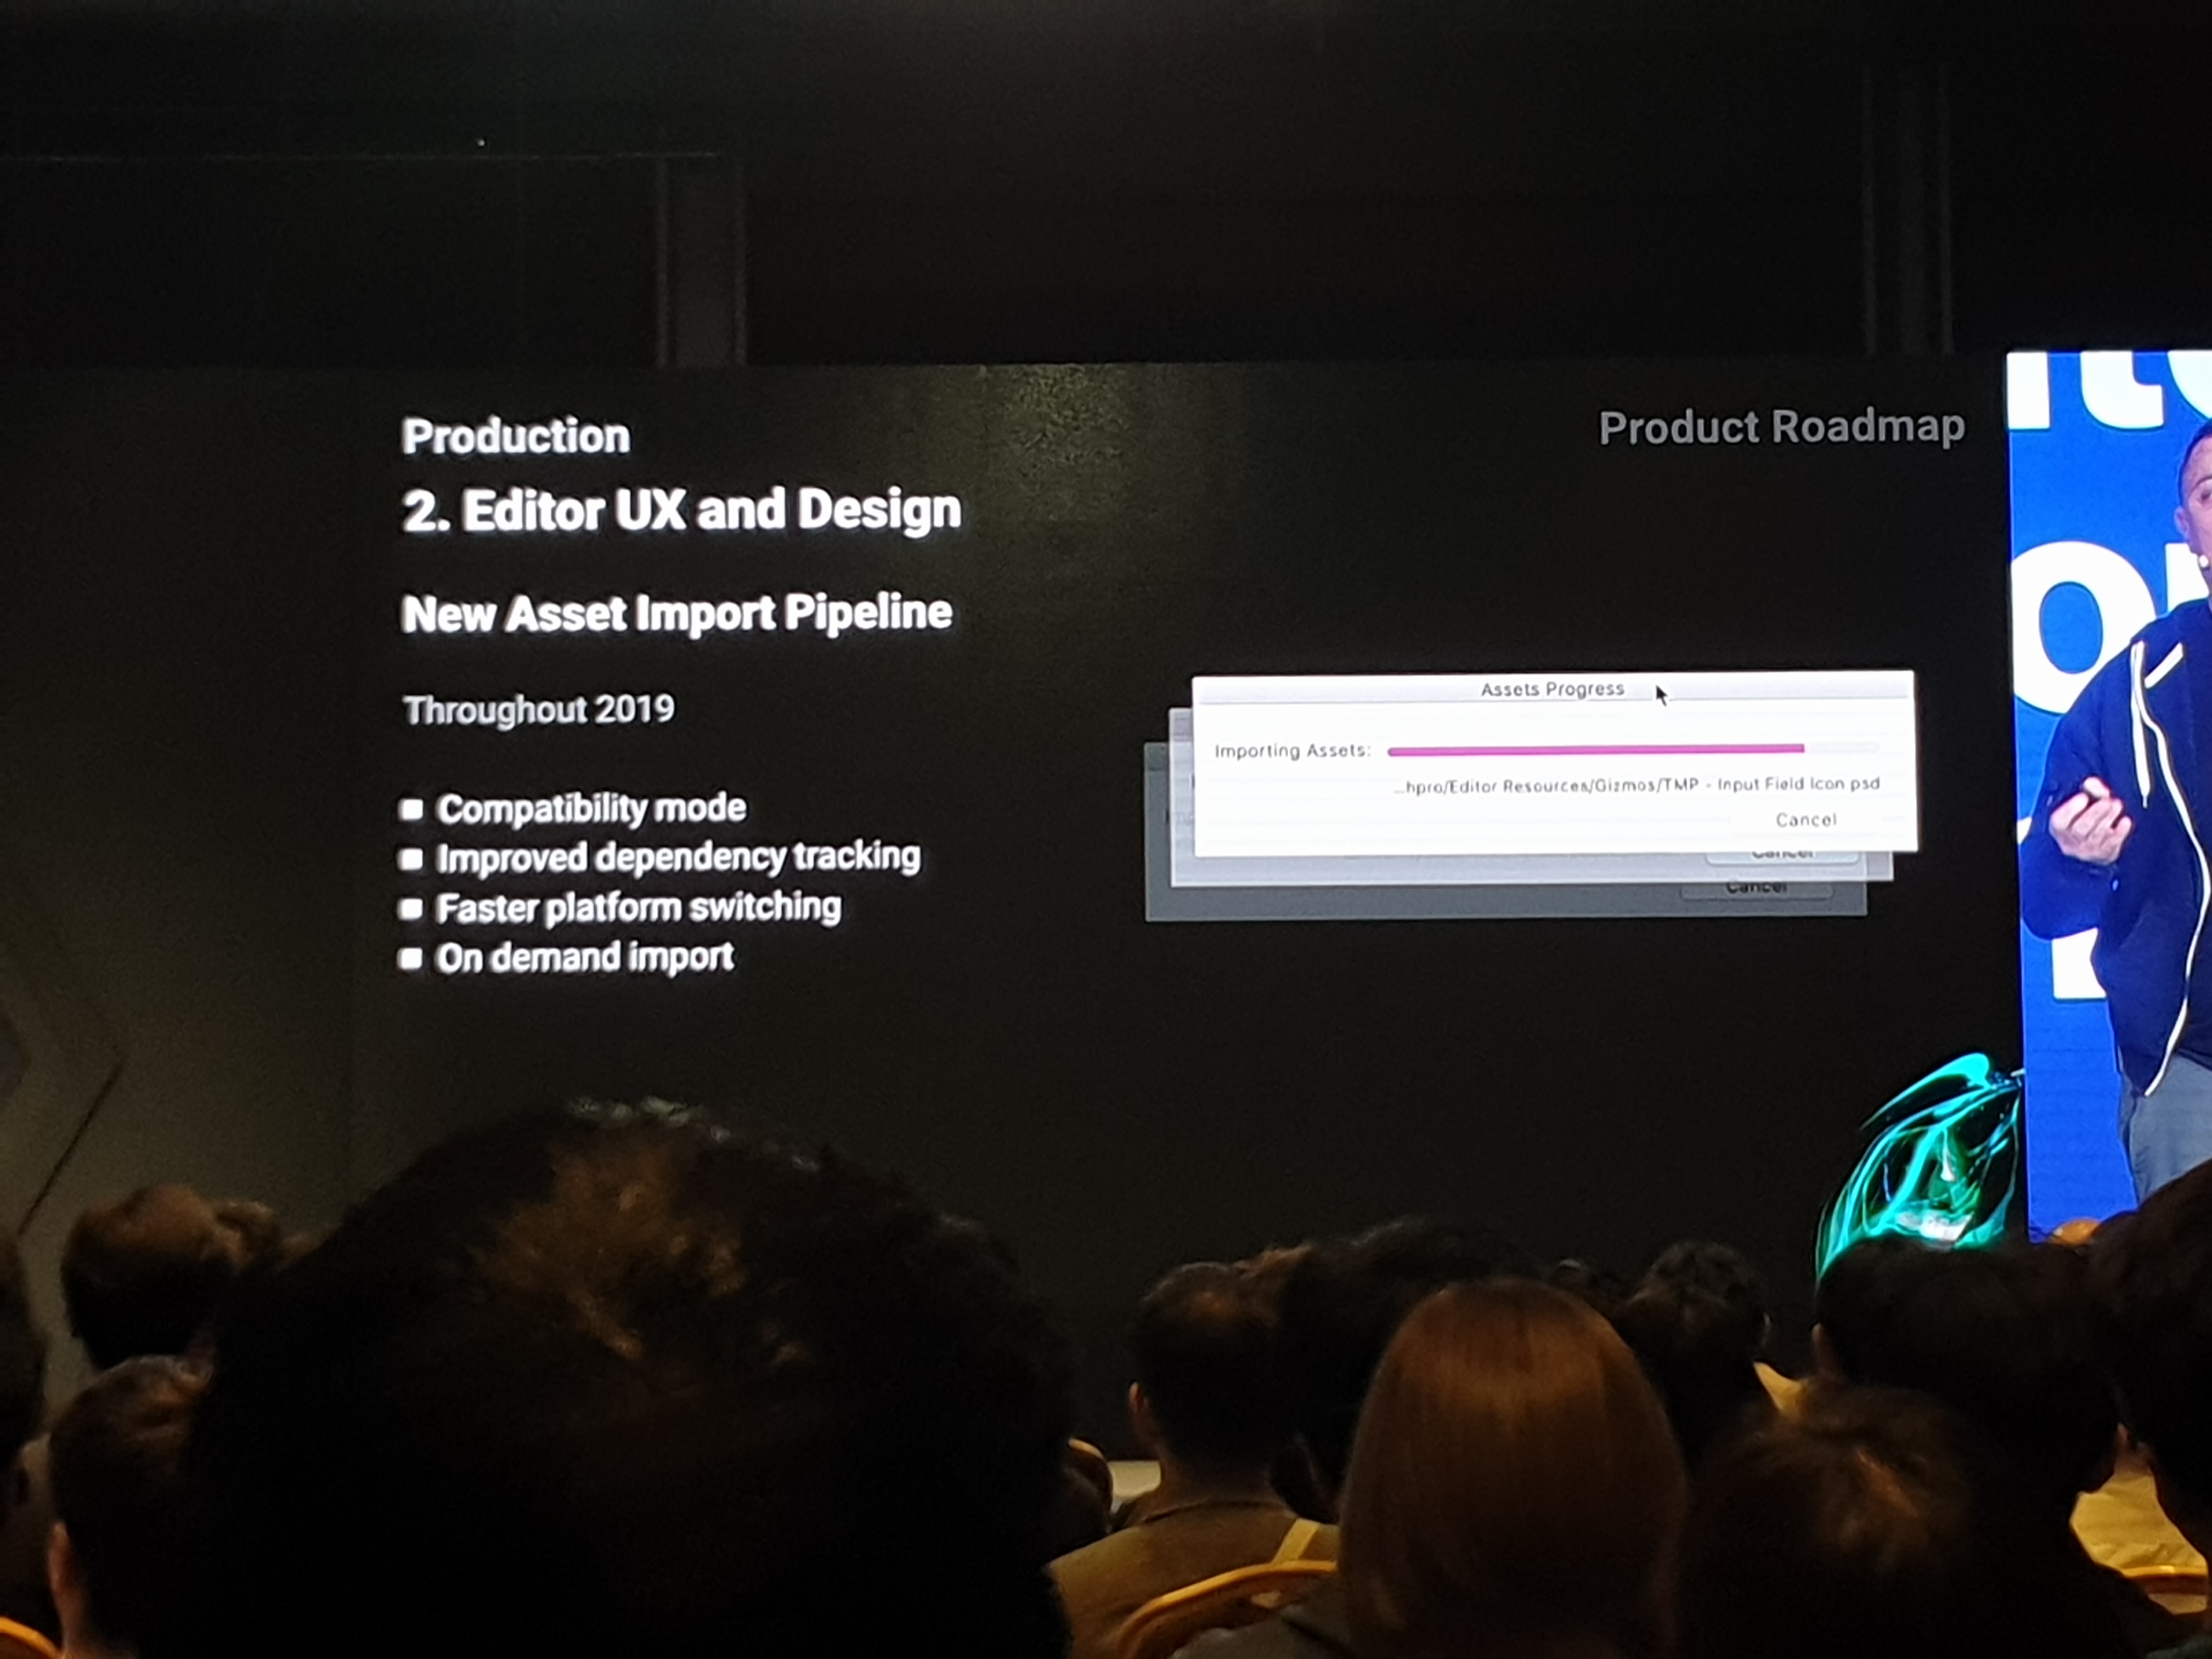 Production
Product Roadmap
2. Editor UX and Design
New Asset Import Pipeline
Throughout 2019
Compatibility mode
Improved dependency tracking
Faster platform switching
On demand import
Assets Progress
Importing Assets:
...hpro/Editor Resources/Gizmos/TMP - Input Field Icon psd
Cancel
Cancel
Cancel